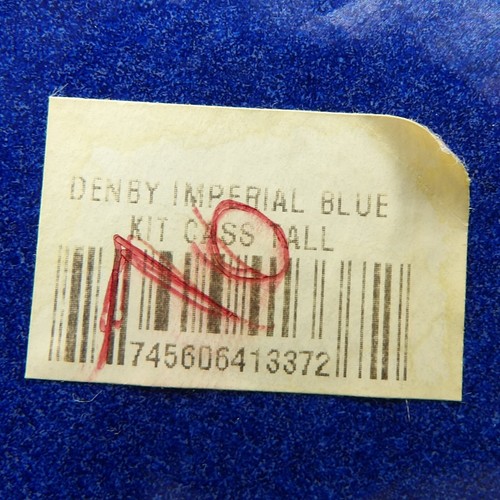 DENBY IMPERIAL BLUE
KIT CASS TALL
745606413372